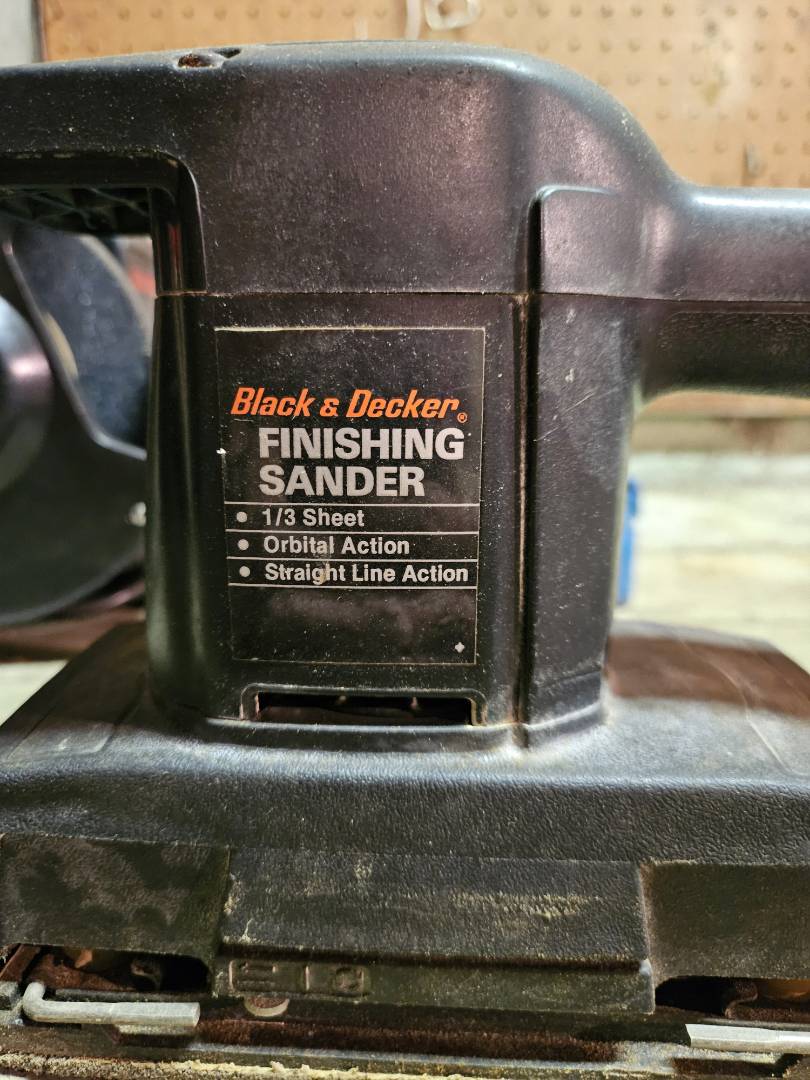 Black & Decker®
FINISHING
SANDER
• 1/3 Sheet
• Orbital Action
• Straight Line Action